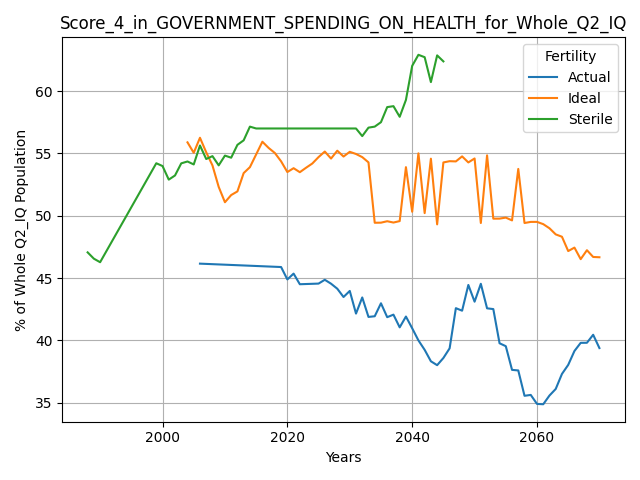 Score_4_in_GOVERNMENT_SPENDING_ON_HEALTH_for_Whole_Q2_IQ
% of Whole Q2_IQ Population
60
55
50
45
40
35
Fertility
Actual
Ideal
Sterile
2000
2020
2040
2060
Years